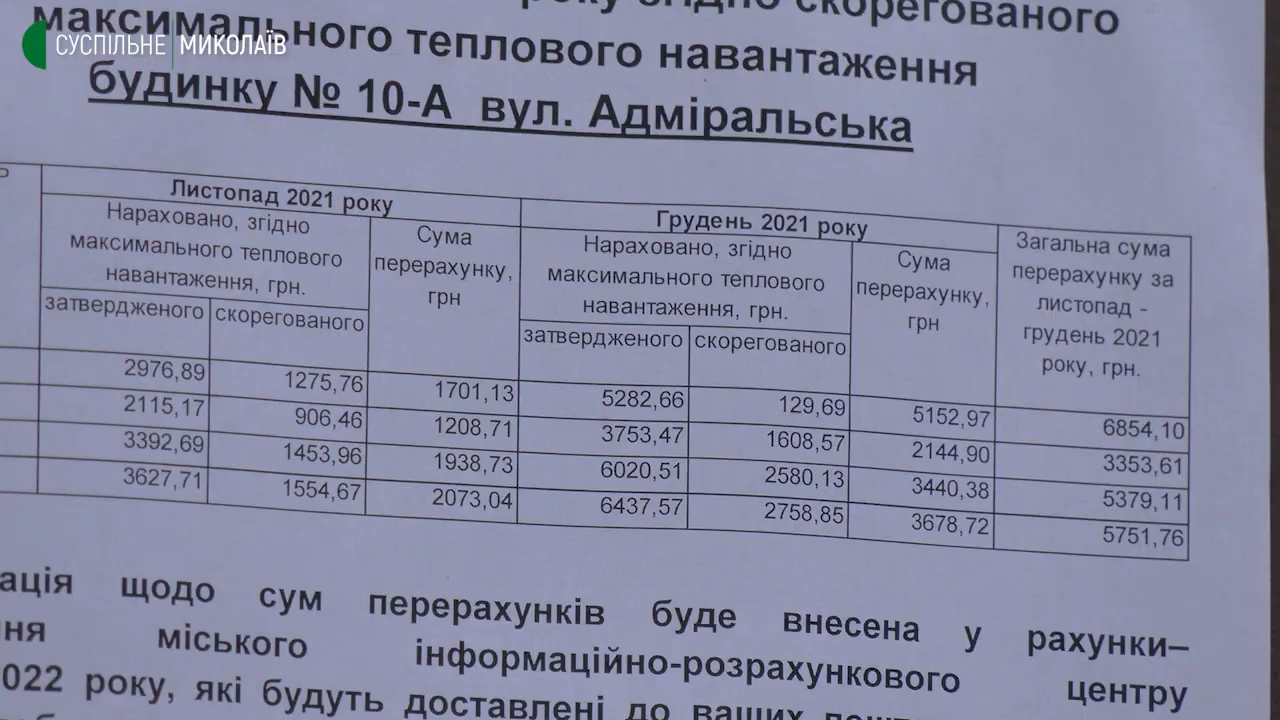 року згідно скорегованого
максимального теплового навантаження
СУСПІЛЬНЕ МИКОЛАЇВ
будинку № 10-А вул. Адміральська
Листопад 2021 року
Грудень 2021 року
Нараховано, згідно
максимального теплового
навантаження, грн.
Сума
перерахунку,
грн
Нараховано, згідно
максимального теплового
навантаження, грн.
Сума
перерахунку,
грн
Загальна сума
перерахунку за
листопад -
грудень 2021
року, грн.
затвердженого скорегованого
затвердженого скорегованого
2976,89 1275,76 1701,13 5282,66 129,69 5152,97 6854,10
2115,17 906,46 1208,71 3753,47 1608,57 2144,90 3353,61
3392,69 1453,96 1938,73 6020,51 2580,13 3440,38 5379,11
3627,71 1554,67 2073,04 6437,57 2758,85 3678,72 5751,76
ація щодо сум перерахунків буде внесена у рахунки–
ння міського інформаційно-розрахункового центру
022 року, які будуть доставлені до ваших